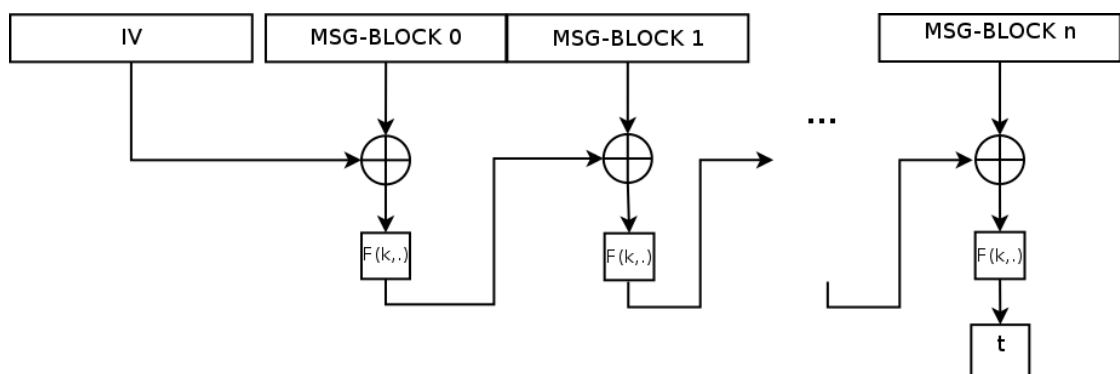 IV
MSG-BLOCK 0
MSG-BLOCK 1
MSG-BLOCK n
...
F(k,.)
F(k,.)
F(k,.)
t